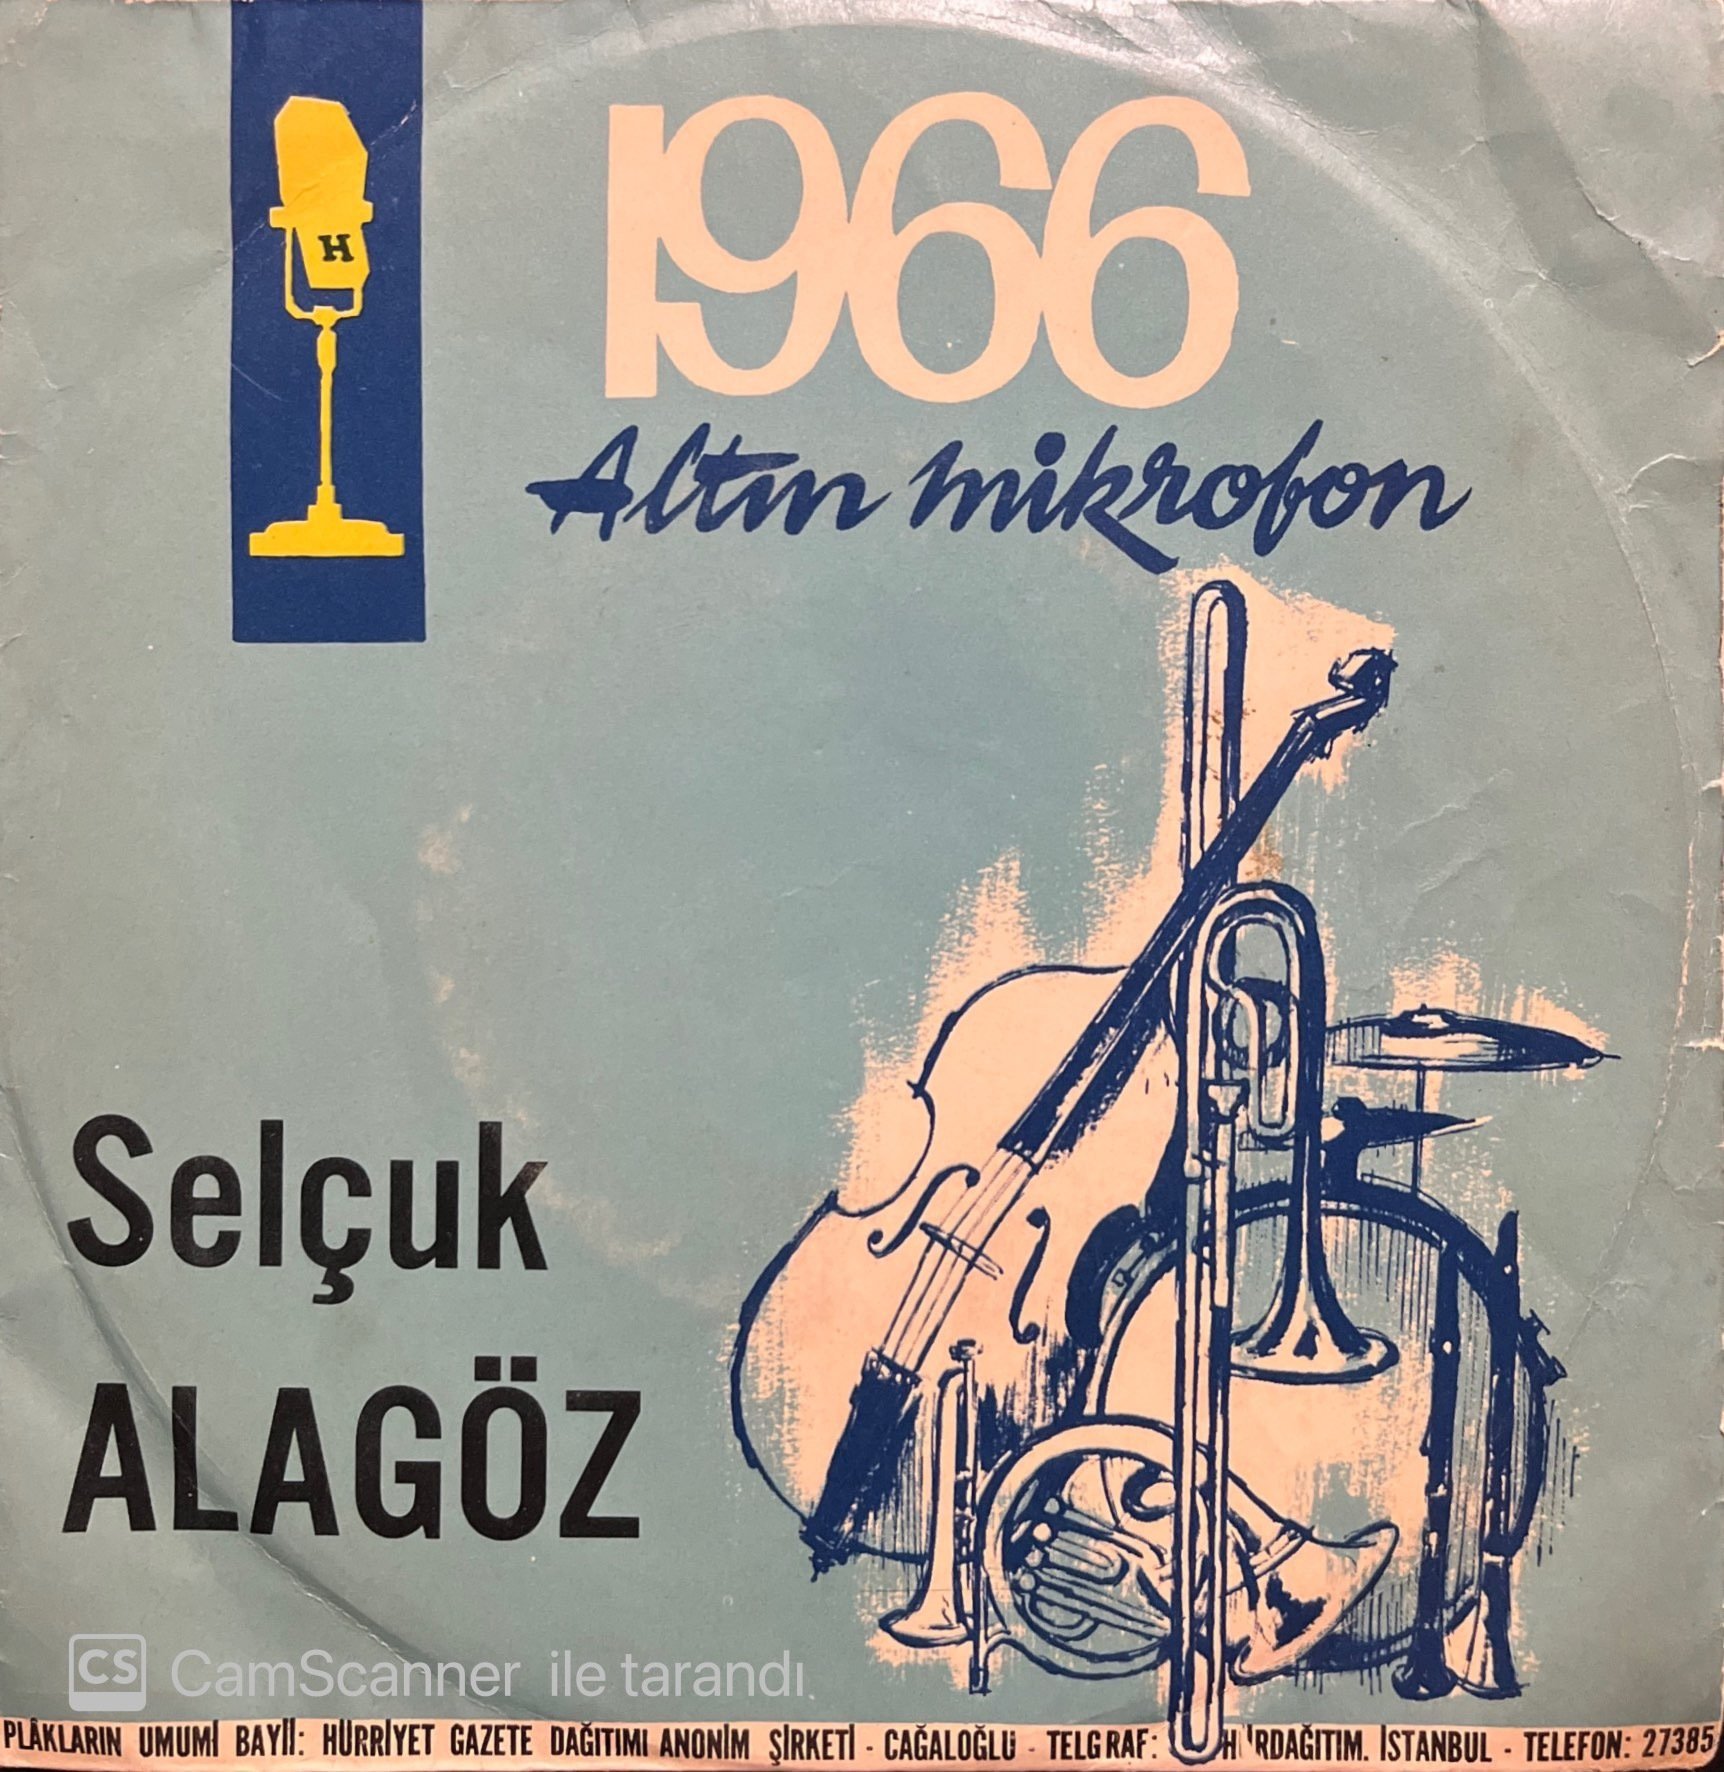 H
1966
Altın mikrofon
Selçuk
ALAGÖZ
CS CamScanner ile tarandı
PLÂKLARIN UMUMİ BAYİİ: HÜRRİYET GAZETE DAĞITIMI ANONİM ŞİRKETİ - CAĞALOĞLU - TELGRAF: İSTANBUL - TELEFON: 27385